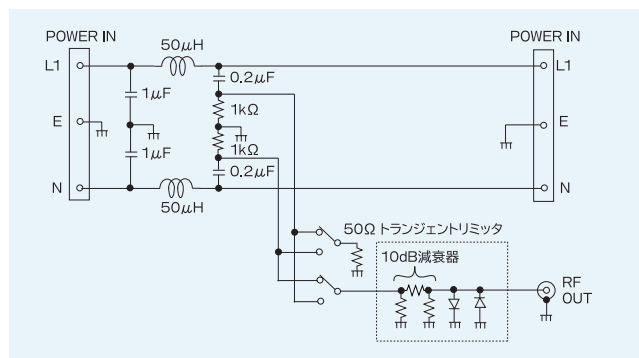 POWER IN
POWER IN
50μH
L1
0.2μF
L1
1μF
1kΩ
E
E
1kΩ
1μF
0.2μF
N
N
50μH
50Ω トランジェントリミッタ
10dB減衰器
RF
OUT